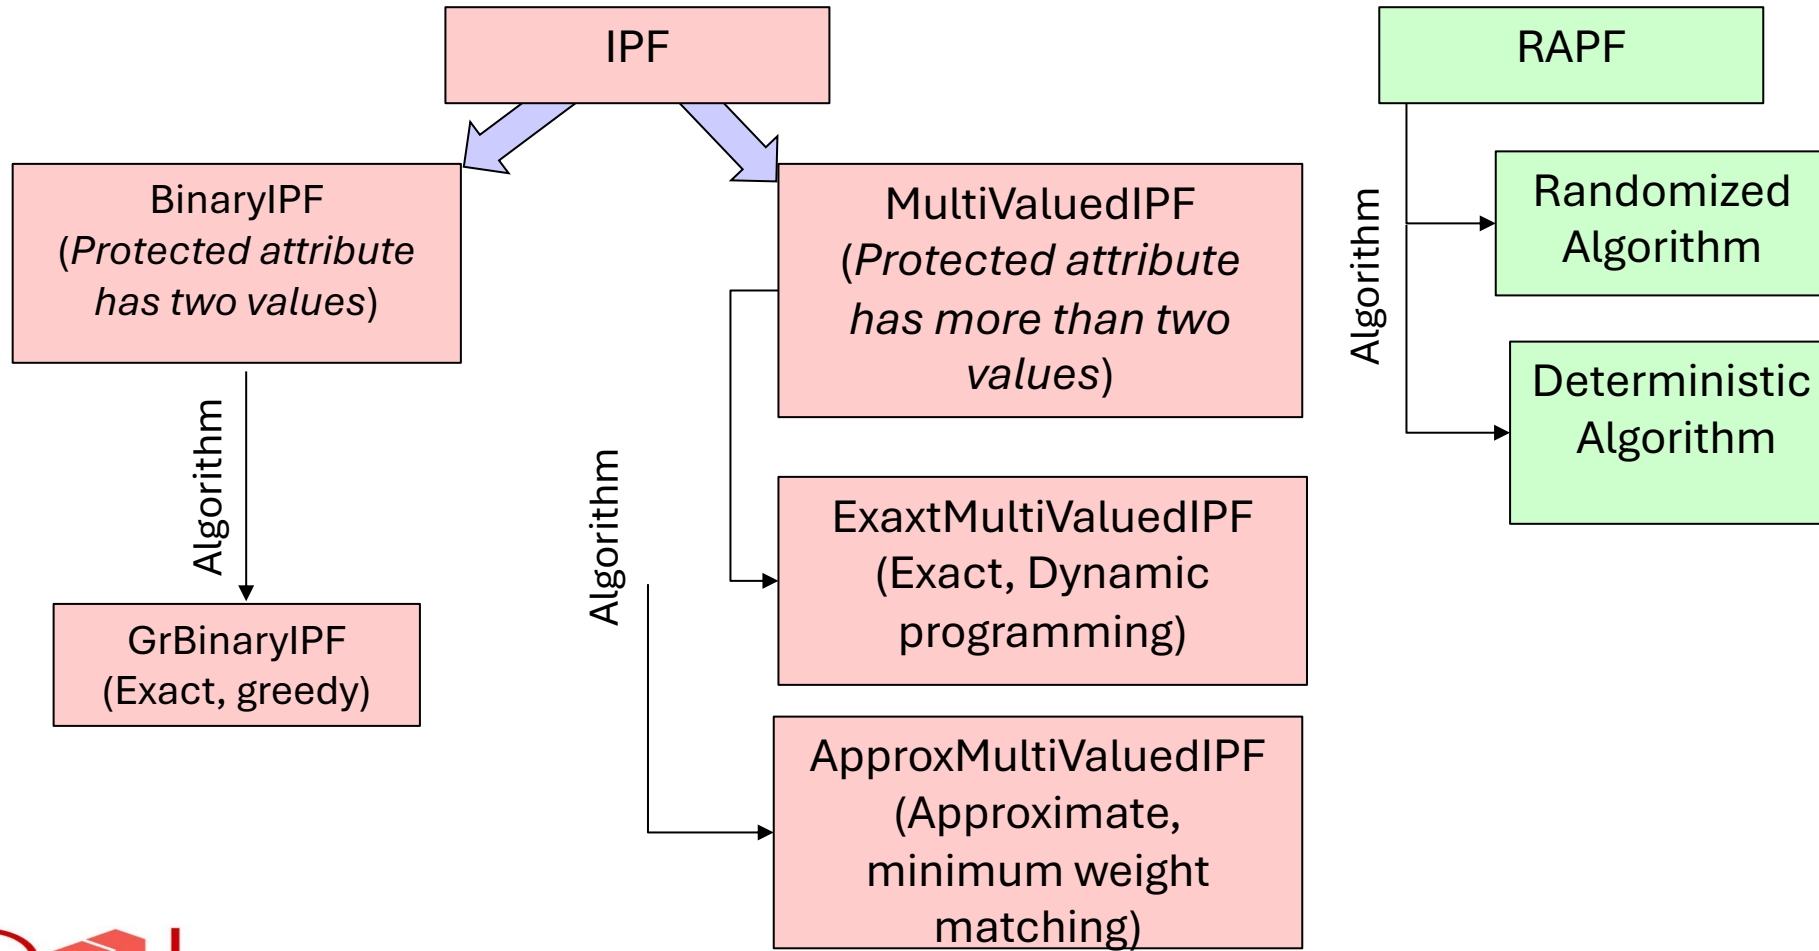 IPF
BinaryIPF
(Protected attribute
has two values)
Algorithm
GrBinaryIPF
(Exact, greedy)
MultiValuedIPF
(Protected attribute
has more than two
values)
Algorithm
ExaxtMultiValuedIPF
(Exact, Dynamic
programming)
ApproxMultiValuedIPF
(Approximate,
minimum weight
matching)
RAPF
Algorithm
Randomized
Algorithm
Deterministic
Algorithm